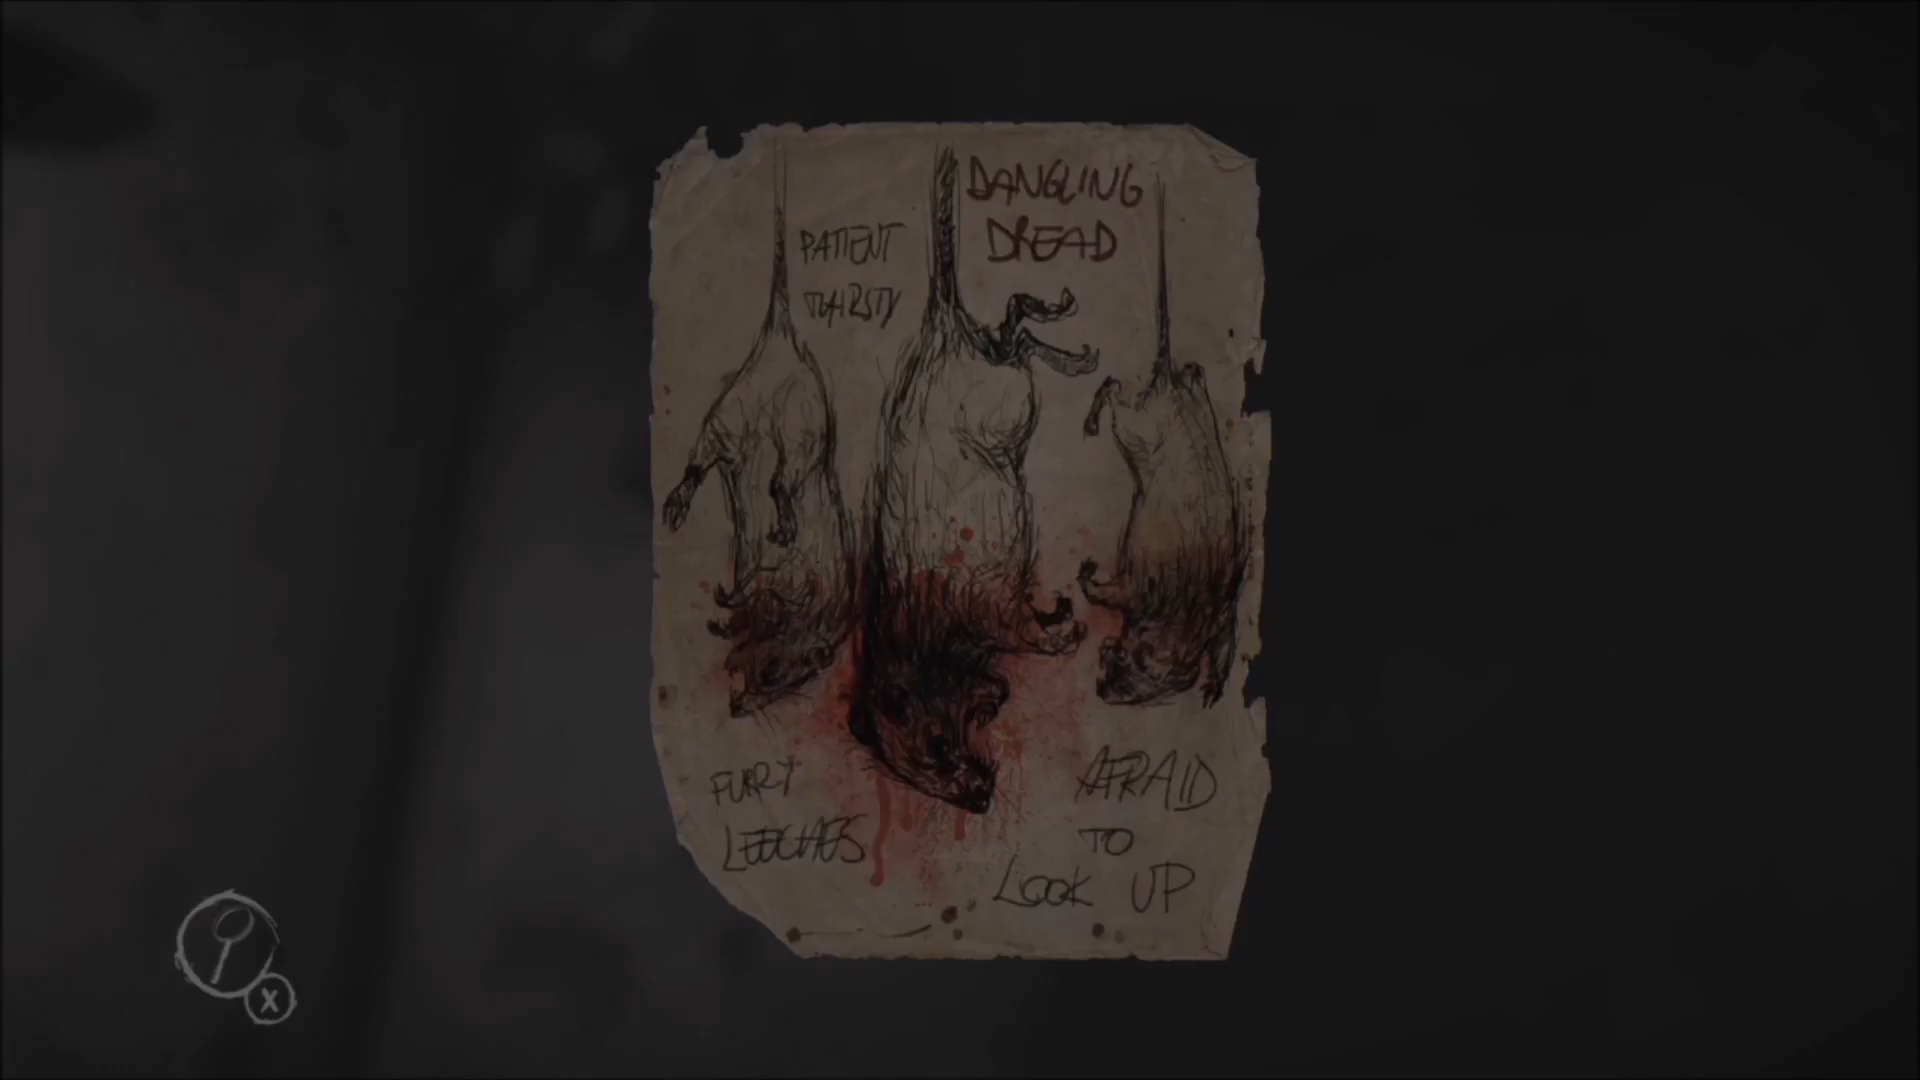 DANGLING
DREAD
PATIENT
THIRSTY
FURRY
LEECHES
AFRAID
TO
LOOK UP
X